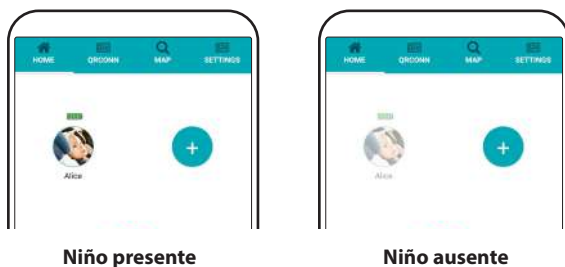 HOME QRCONN MAP SETTINGS
HOME QRCONN MAP SETTINGS
+
+
Alice
Alice
Niño presente
Niño ausente